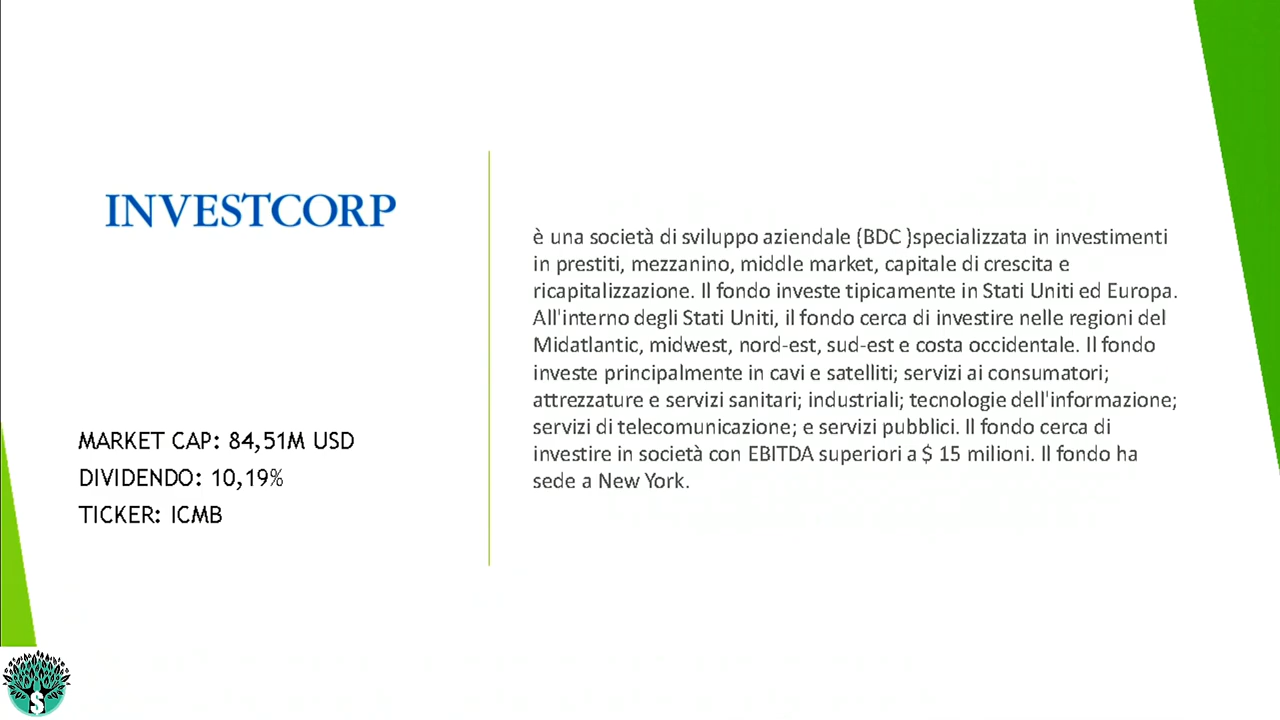 INVESTCORP
MARKET CAP: 84,51M USD
DIVIDENDO: 10,19%
TICKER: ICMB
è una società di sviluppo aziendale (BDC )specializzata in investimenti
in prestiti, mezzanino, middle market, capitale di crescita e
ricapitalizzazione. Il fondo investe tipicamente in Stati Uniti ed Europa.
All'interno degli Stati Uniti, il fondo cerca di investire nelle regioni del
Midatlantic, midwest, nord-est, sud-est e costa occidentale. Il fondo
investe principalmente in cavi e satelliti; servizi ai consumatori;
attrezzature e servizi sanitari; industriali; tecnologie dell'informazione;
servizi di telecomunicazione; e servizi pubblici. Il fondo cerca di
investire in società con EBITDA superiori a $ 15 milioni. Il fondo ha
sede a New York.
$